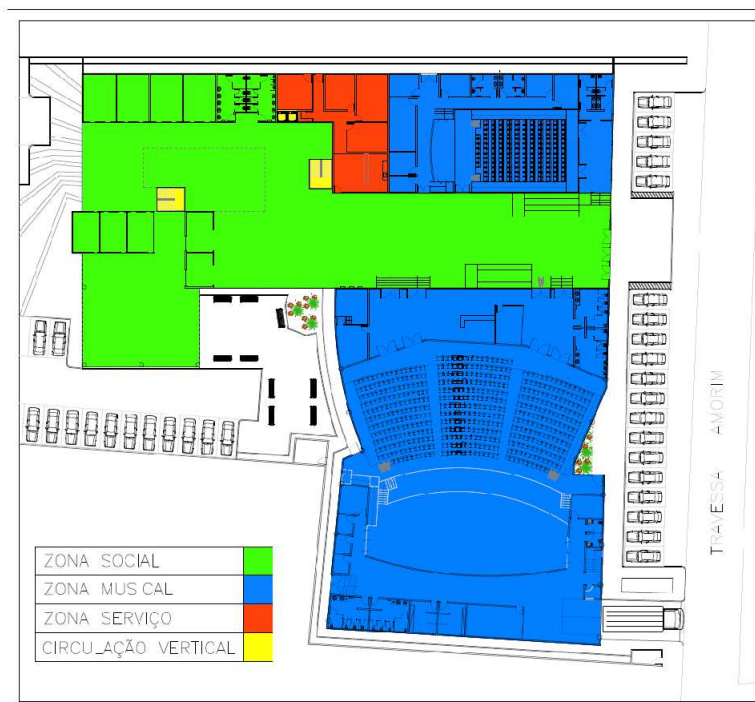 TRAVESSA AMORIM
ZONA SOCIAL
ZONA MUS CAL
ZONA SERVIÇO
CIRCU_AÇÃO VERTICAL